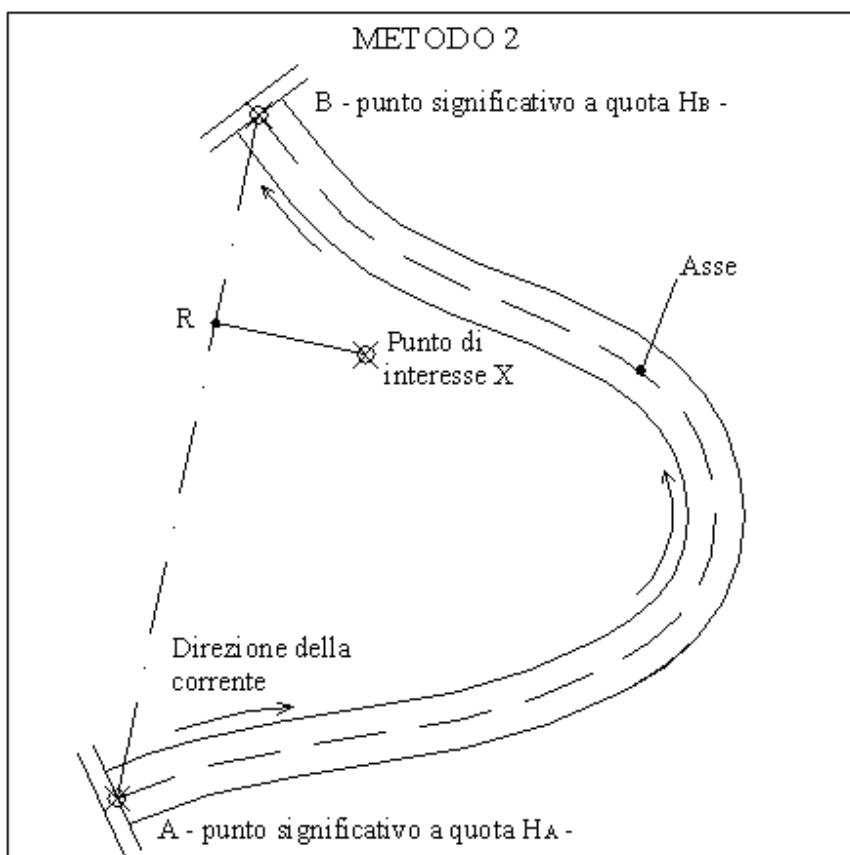 METODO 2
B - punto significativo a quota HB -
Asse
R
Punto di
interesse X
Direzione della
corrente
A - punto significativo a quota HA -